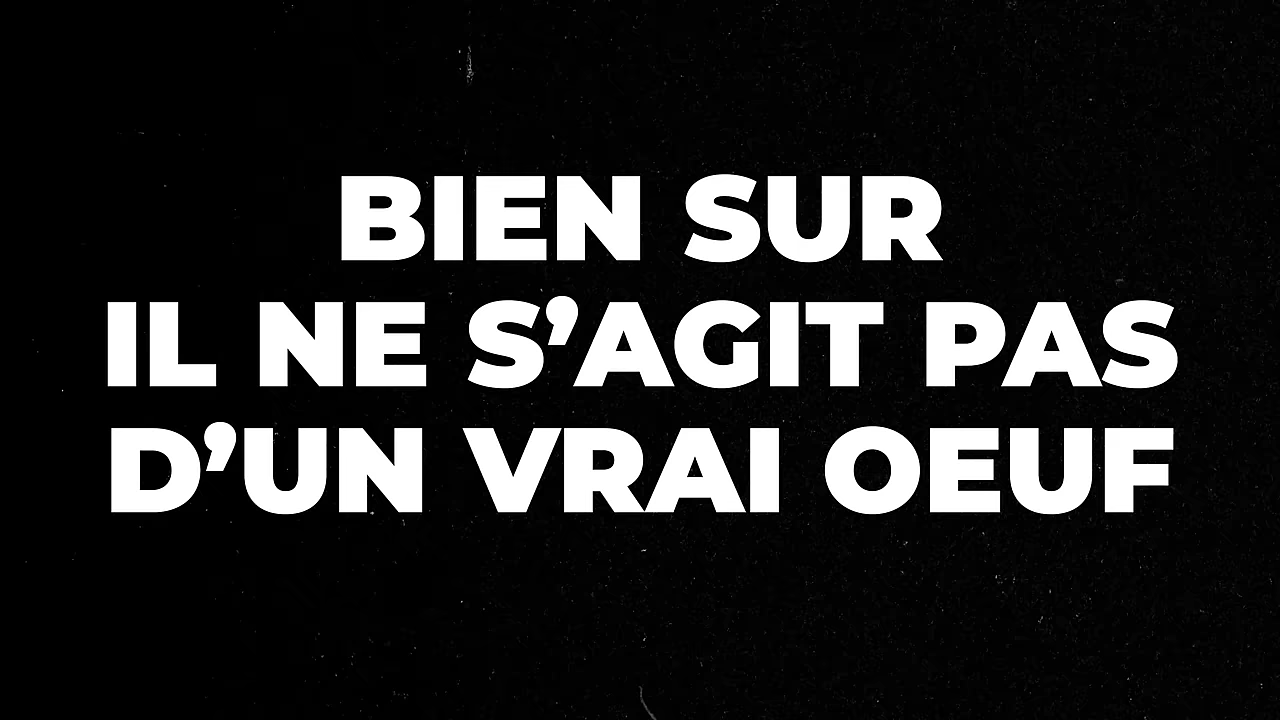 BIEN SUR
IL NE S’AGIT PAS
D’UN VRAI OEUF